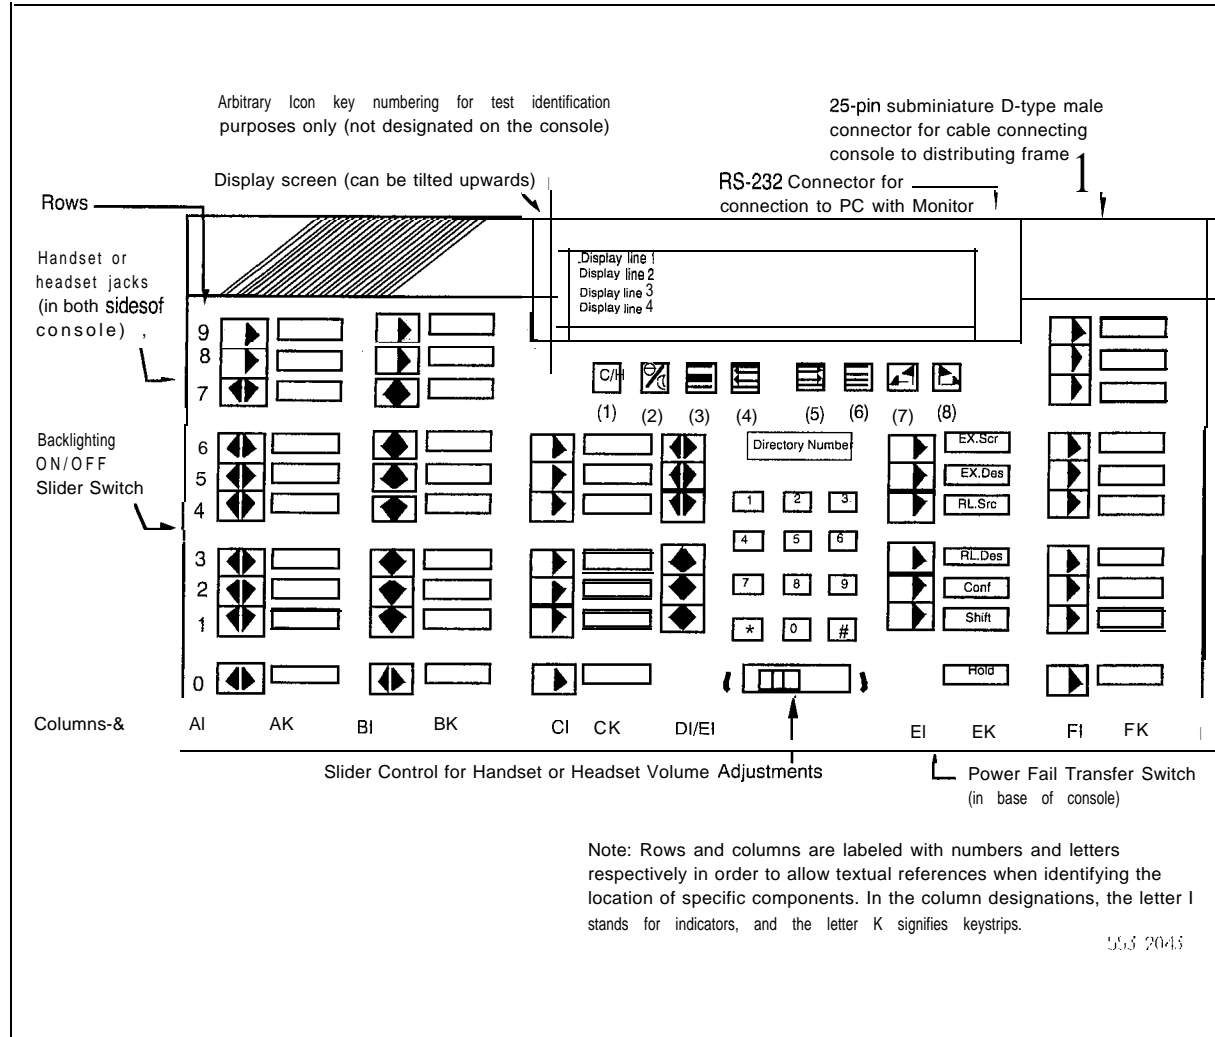 Arbitrary Icon key numbering for test identification
purposes only (not designated on the console)
25-pin subminiature D-type male
connector for cable connecting
console to distributing frame
Display screen (can be tilted upwards)
RS-232 Connector for
connection to PC with Monitor
Rows
Handset or
headset jacks
(in both sidesof
console) ,
Display line 1
Display line 2
Display line 3
Display line 4
9
8
7
C/H
(1) (2) (3) (4) (5) (6) (7) (8)
Backlighting
ON/OFF
Slider Switch
6
5
4
Directory Number
EX.Scr
EX.Des
RL.Src
1 2 3
4 5 6
7 8 9
* 0 #
3
2
1
RL.Des
Conf
Shift
0
Hold
Columns-& AI AK BI BK CI CK DI/EI EI EK FI FK
Slider Control for Handset or Headset Volume Adjustments
Power Fail Transfer Switch
(in base of console)
Note: Rows and columns are labeled with numbers and letters
respectively in order to allow textual references when identifying the
location of specific components. In the column designations, the letter I
stands for indicators, and the letter K signifies keystrips.
553 2043